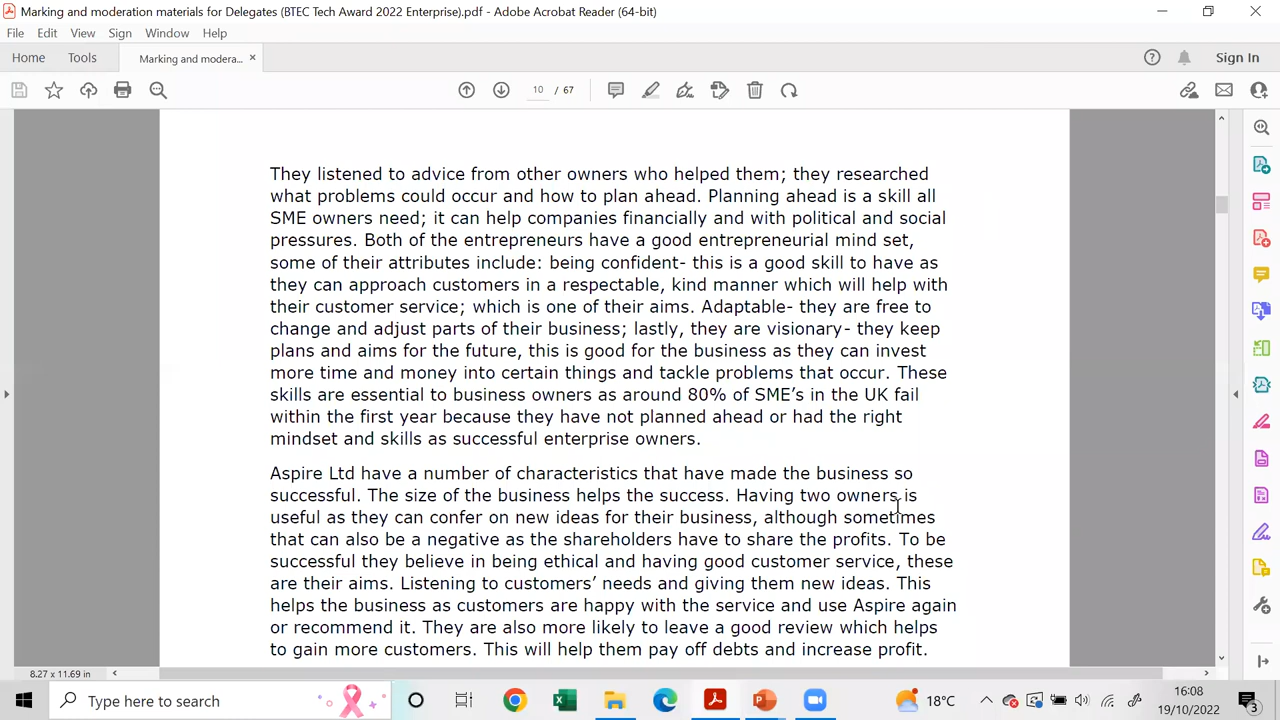 Marking and moderation materials for Delegates (BTEC Tech Award 2022 Enterprise).pdf - Adobe Acrobat Reader (64-bit)
File Edit View Sign Window Help
Home Tools Marking and modera... × Sign In
10 / 67
They listened to advice from other owners who helped them; they researched
what problems could occur and how to plan ahead. Planning ahead is a skill all
SME owners need; it can help companies financially and with political and social
pressures. Both of the entrepreneurs have a good entrepreneurial mind set,
some of their attributes include: being confident- this is a good skill to have as
they can approach customers in a respectable, kind manner which will help with
their customer service; which is one of their aims. Adaptable- they are free to
change and adjust parts of their business; lastly, they are visionary- they keep
plans and aims for the future, this is good for the business as they can invest
more time and money into certain things and tackle problems that occur. These
skills are essential to business owners as around 80% of SME's in the UK fail
within the first year because they have not planned ahead or had the right
mindset and skills as successful enterprise owners.
Aspire Ltd have a number of characteristics that have made the business so
successful. The size of the business helps the success. Having two owners is
useful as they can confer on new ideas for their business, although sometimes
that can also be a negative as the shareholders have to share the profits. To be
successful they believe in being ethical and having good customer service, these
are their aims. Listening to customers’ needs and giving them new ideas. This
helps the business as customers are happy with the service and use Aspire again
or recommend it. They are also more likely to leave a good review which helps
to gain more customers. This will help them pay off debts and increase profit.
8.27 x 11.69 in
Type here to search
18°C
16:08
19/10/2022
3